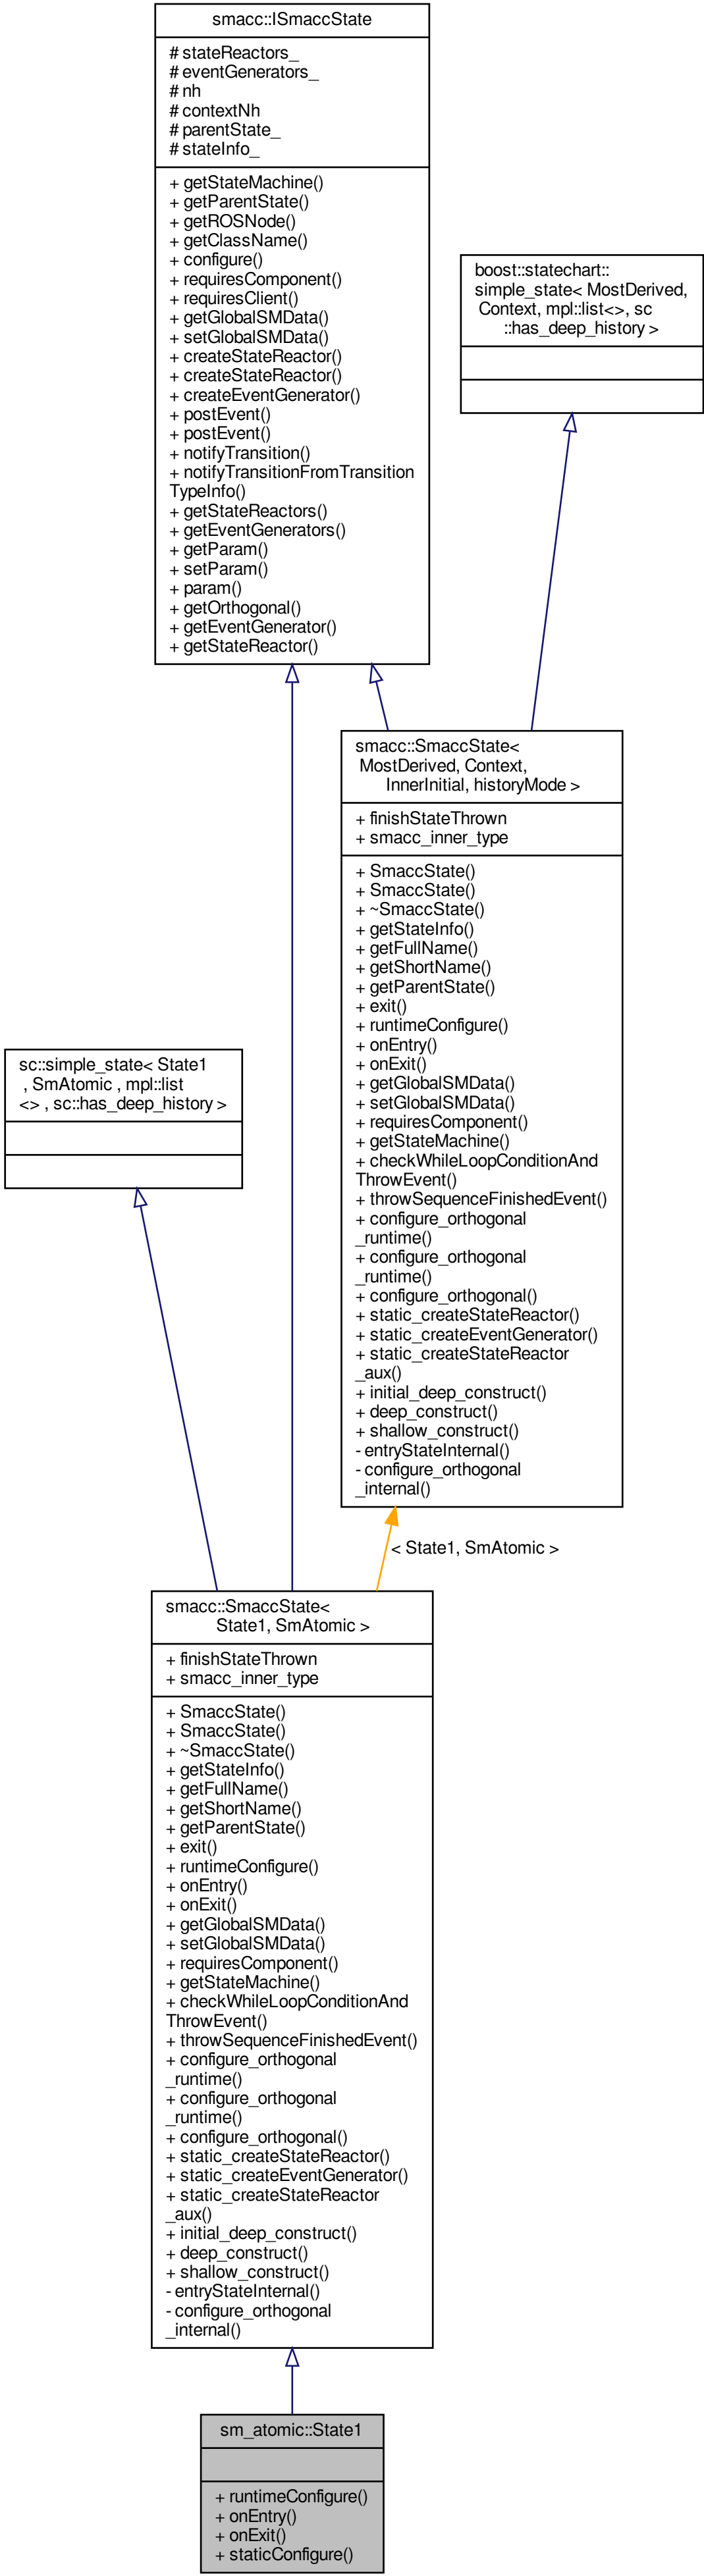 smacc::ISmaccState
# stateReactors_
# eventGenerators_
# nh
# contextNh
# parentState_
# stateInfo_
+ getStateMachine()
+ getParentState()
+ getROSNode()
+ getClassName()
+ configure()
+ requiresComponent()
+ requiresClient()
+ getGlobalSMData()
+ setGlobalSMData()
+ createStateReactor()
+ createStateReactor()
+ createEventGenerator()
+ postEvent()
+ postEvent()
+ notifyTransition()
+ notifyTransitionFromTransition
TypeInfo()
+ getStateReactors()
+ getEventGenerators()
+ getParam()
+ setParam()
+ param()
+ getOrthogonal()
+ getEventGenerator()
+ getStateReactor()
boost::statechart::
simple_state< MostDerived,
Context, mpl::list<>, sc
::has_deep_history >
smacc::SmaccState<
MostDerived, Context,
InnerInitial, historyMode >
+ finishStateThrown
+ smacc_inner_type
+ SmaccState()
+ SmaccState()
+ ~SmaccState()
+ getStateInfo()
+ getFullName()
+ getShortName()
+ getParentState()
+ exit()
+ runtimeConfigure()
+ onEntry()
+ onExit()
+ getGlobalSMData()
+ setGlobalSMData()
+ requiresComponent()
+ getStateMachine()
+ checkWhileLoopConditionAnd
ThrowEvent()
+ throwSequenceFinishedEvent()
+ configure_orthogonal
_runtime()
+ configure_orthogonal
_runtime()
+ configure_orthogonal()
+ static_createStateReactor()
+ static_createEventGenerator()
+ static_createStateReactor
_aux()
+ initial_deep_construct()
+ deep_construct()
+ shallow_construct()
- entryStateInternal()
- configure_orthogonal
_internal()
sc::simple_state< State1
, SmAtomic , mpl::list
<> , sc::has_deep_history >
< State1, SmAtomic >
smacc::SmaccState<
State1, SmAtomic >
+ finishStateThrown
+ smacc_inner_type
+ SmaccState()
+ SmaccState()
+ ~SmaccState()
+ getStateInfo()
+ getFullName()
+ getShortName()
+ getParentState()
+ exit()
+ runtimeConfigure()
+ onEntry()
+ onExit()
+ getGlobalSMData()
+ setGlobalSMData()
+ requiresComponent()
+ getStateMachine()
+ checkWhileLoopConditionAnd
ThrowEvent()
+ throwSequenceFinishedEvent()
+ configure_orthogonal
_runtime()
+ configure_orthogonal
_runtime()
+ configure_orthogonal()
+ static_createStateReactor()
+ static_createEventGenerator()
+ static_createStateReactor
_aux()
+ initial_deep_construct()
+ deep_construct()
+ shallow_construct()
- entryStateInternal()
- configure_orthogonal
_internal()
sm_atomic::State1
+ runtimeConfigure()
+ onEntry()
+ onExit()
+ staticConfigure()